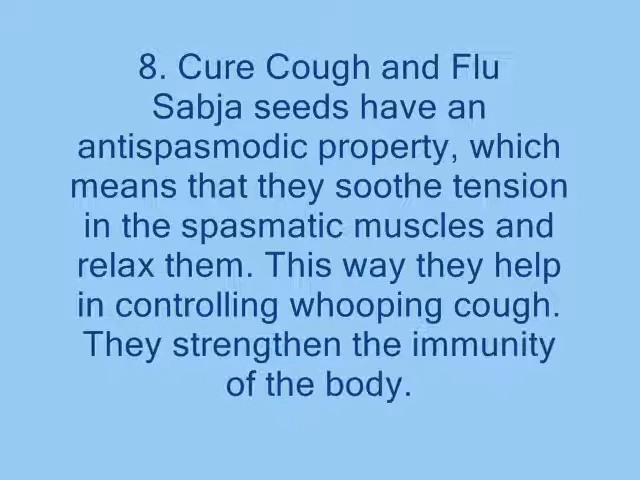 8. Cure Cough and Flu
Sabja seeds have an
antispasmodic property, which
means that they soothe tension
in the spasmatic muscles and
relax them. This way they help
in controlling whooping cough.
They strengthen the immunity
of the body.